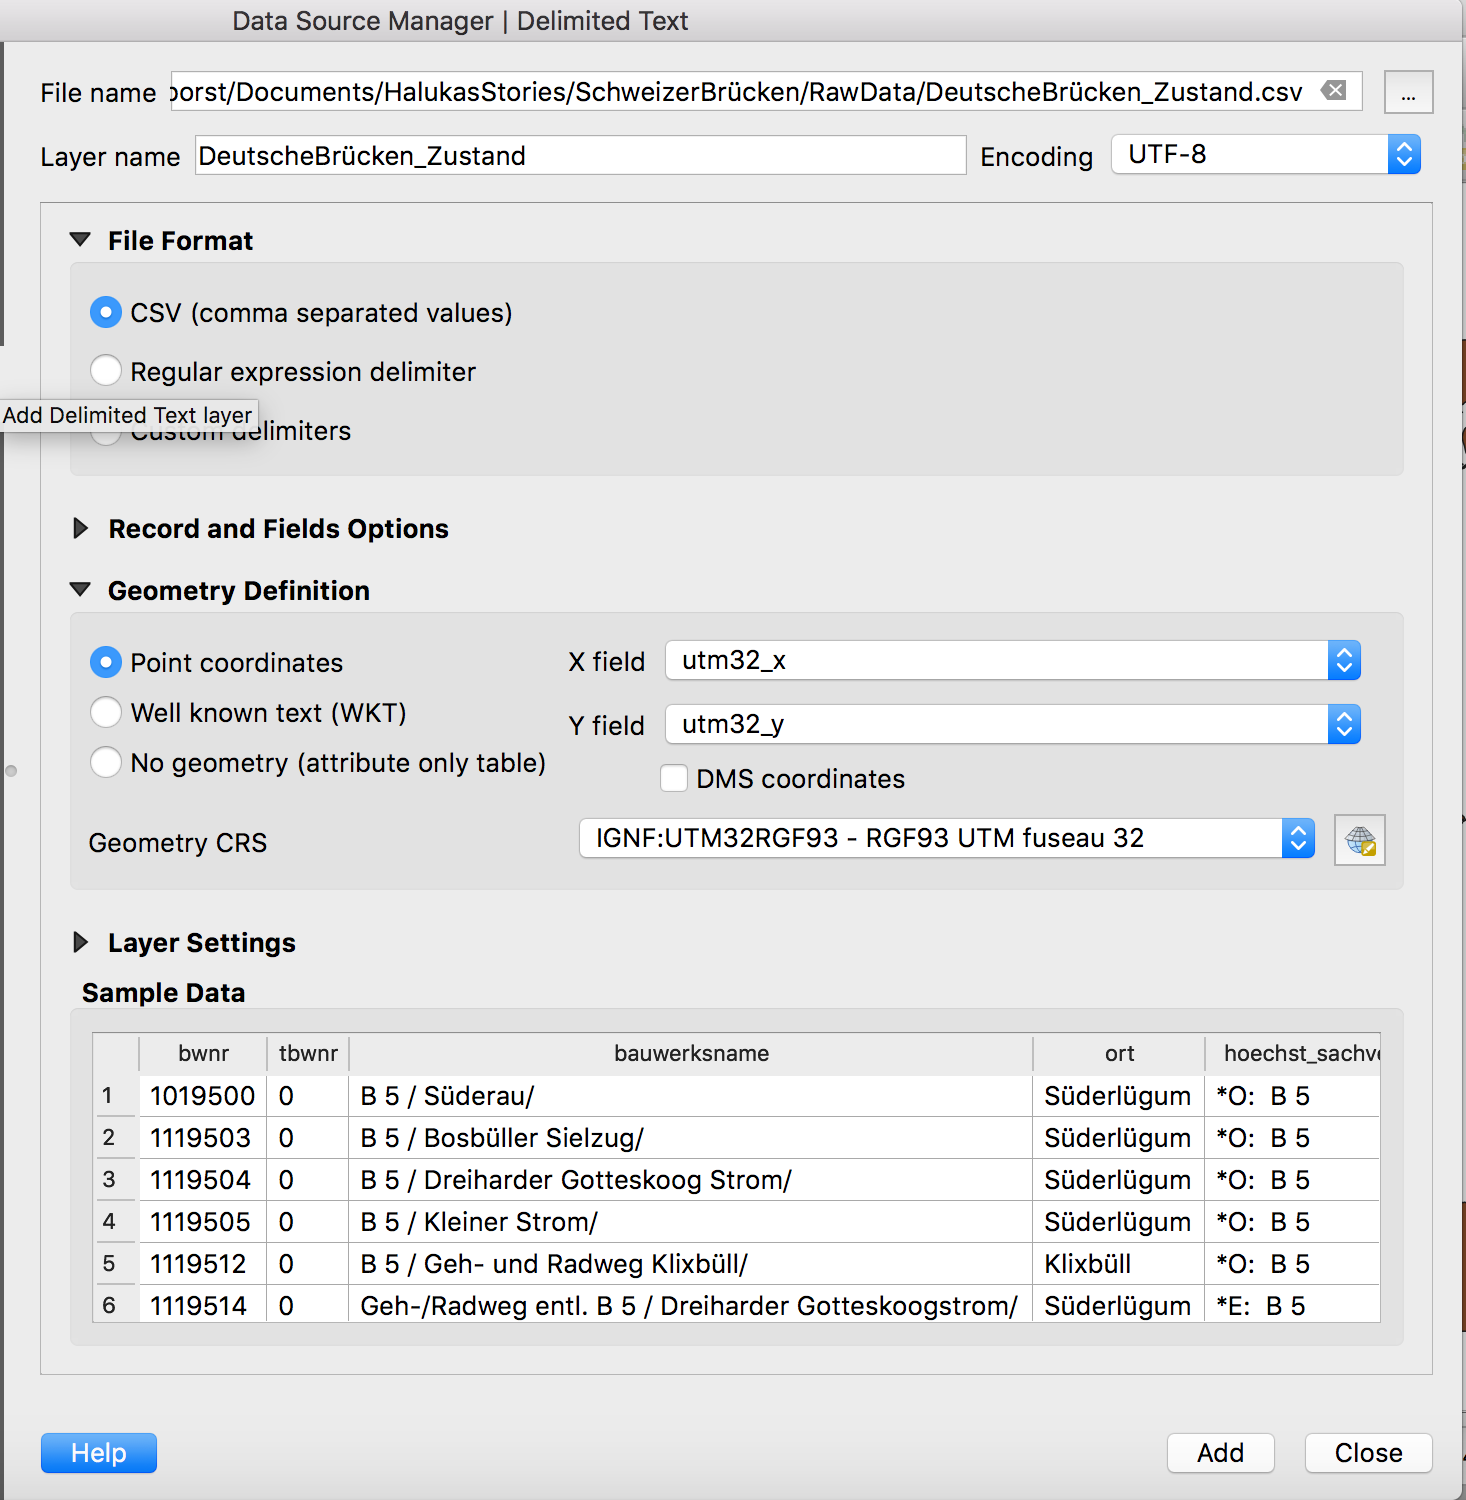 Data Source Manager | Delimited Text
File name
/Documents/HalukasStories/SchweizerBrücken/RawData/DeutscheBrücken_Zustand.csv
...
Layer name
DeutscheBrücken_Zustand
Encoding
UTF-8
File Format
CSV (comma separated values)
Regular expression delimiter
Add Delimited Text layer
Custom delimiters
Record and Fields Options
Geometry Definition
Point coordinates
X field
utm32_x
Well known text (WKT)
Y field
utm32_y
No geometry (attribute only table)
DMS coordinates
Geometry CRS
IGNF:UTM32RGF93 - RGF93 UTM fuseau 32
Layer Settings
Sample Data
bwnr tbwnr bauwerksname ort hoechst_sachv
1 1019500 0 B 5 / Süderau/ Süderlügum *O: B 5
2 1119503 0 B 5 / Bosbüller Sielzug/ Süderlügum *O: B 5
3 1119504 0 B 5 / Dreiharder Gotteskoog Strom/ Süderlügum *O: B 5
4 1119505 0 B 5 / Kleiner Strom/ Süderlügum *O: B 5
5 1119512 0 B 5 / Geh- und Radweg Klixbüll/ Klixbüll *O: B 5
6 1119514 0 Geh-/Radweg entl. B 5 / Dreiharder Gotteskoogstrom/ Süderlügum *E: B 5
Help
Add
Close